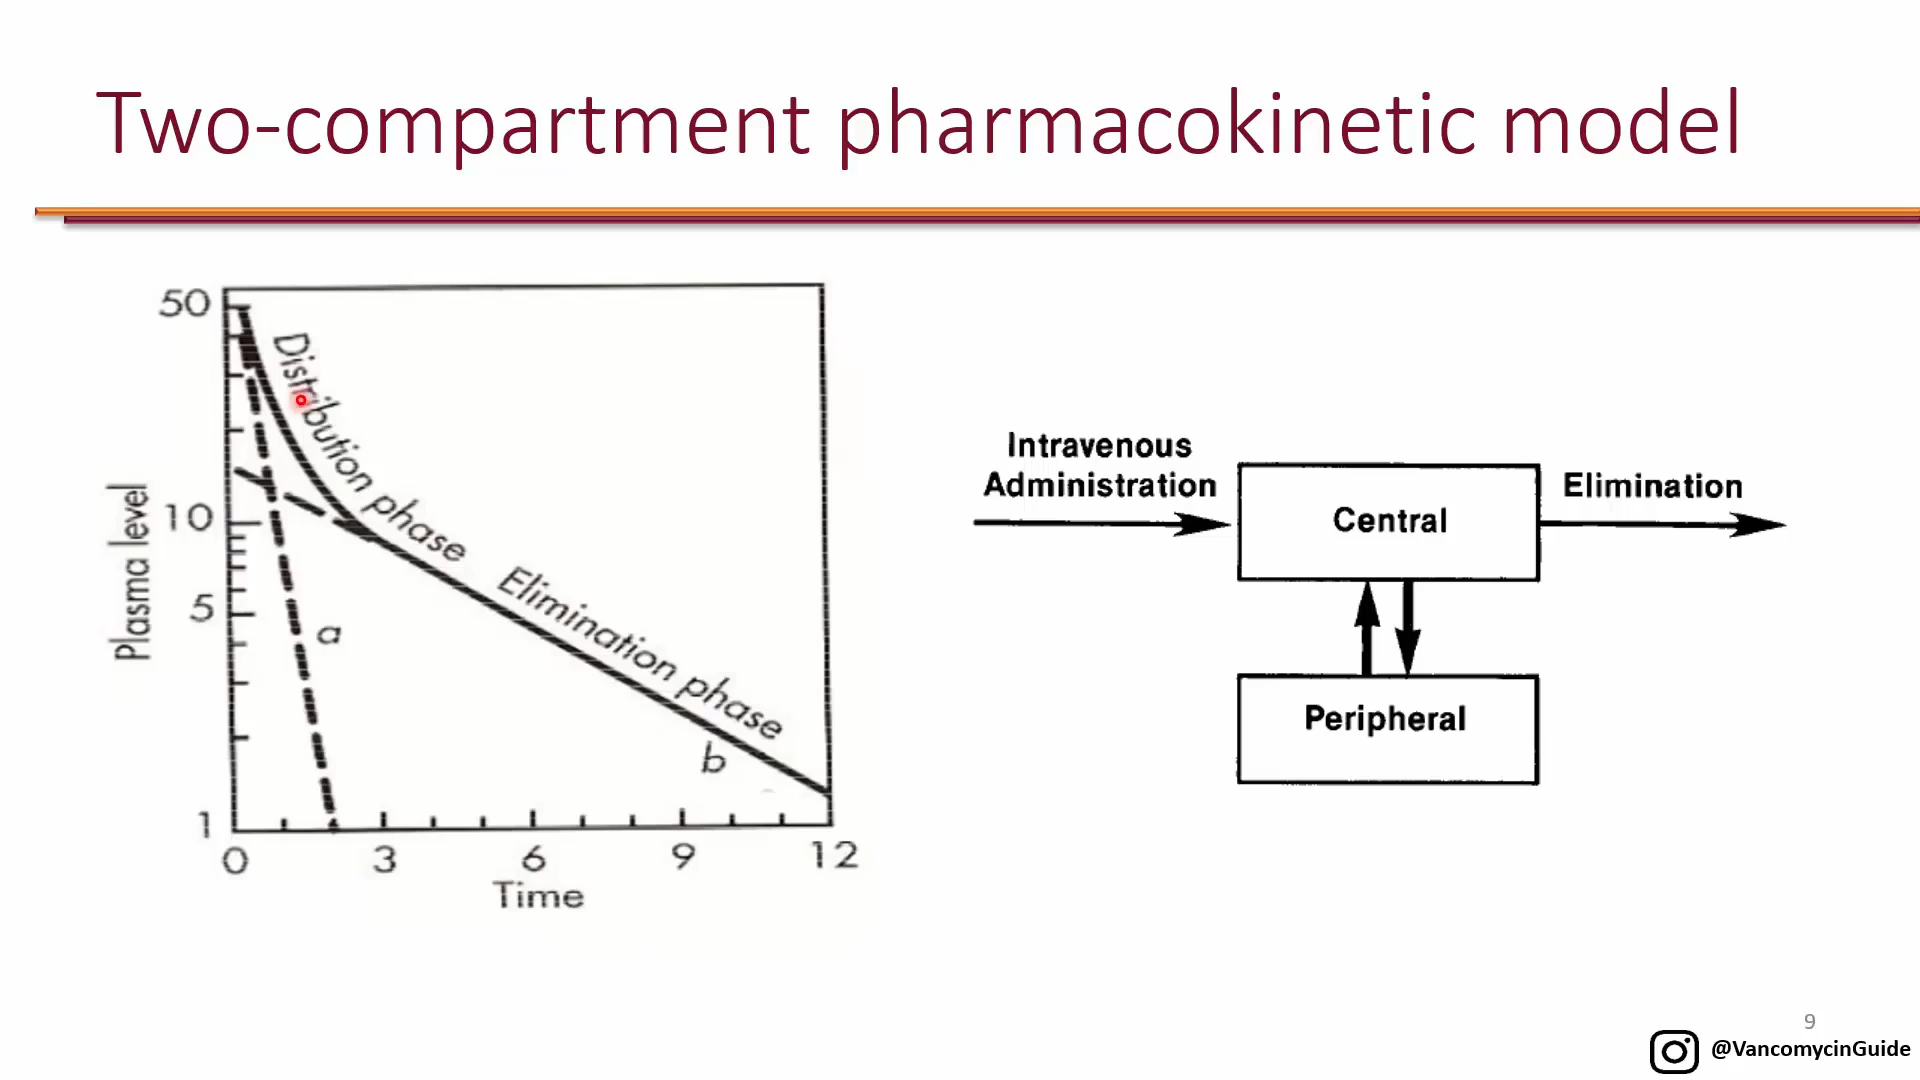 Two-compartment pharmacokinetic model
50
10
5
1
Plasma level
Distribution phase
Elimination phase
a
b
0 3 6 9 12
Time
Intravenous
Administration
Central
Elimination
Peripheral
9
@VancomycinGuide